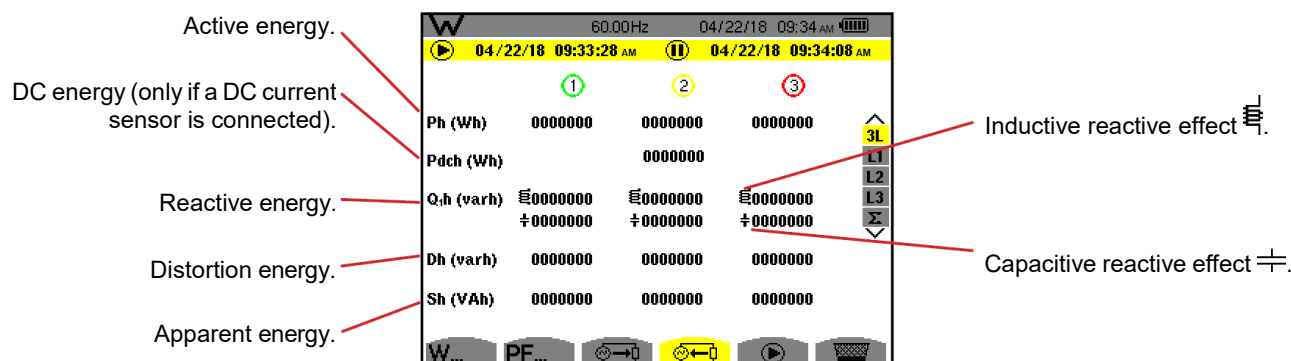 Active energy.
DC energy (only if a DC current
sensor is connected).
Reactive energy.
Distortion energy.
Apparent energy.
W 60.00Hz 04/22/18 09:34 AM
04/22/18 09:33:28 AM 04/22/18 09:34:08 AM
1 2 3
Ph (Wh) 0000000 0000000 0000000
Pdch (Wh) 0000000
Q₁h (varh) 0000000 0000000 0000000
0000000 0000000 0000000
Dh (varh) 0000000 0000000 0000000
Sh (VAh) 0000000 0000000 0000000
3L
L1
L2
L3
Σ
W... PF...
Inductive reactive effect .
Capacitive reactive effect .